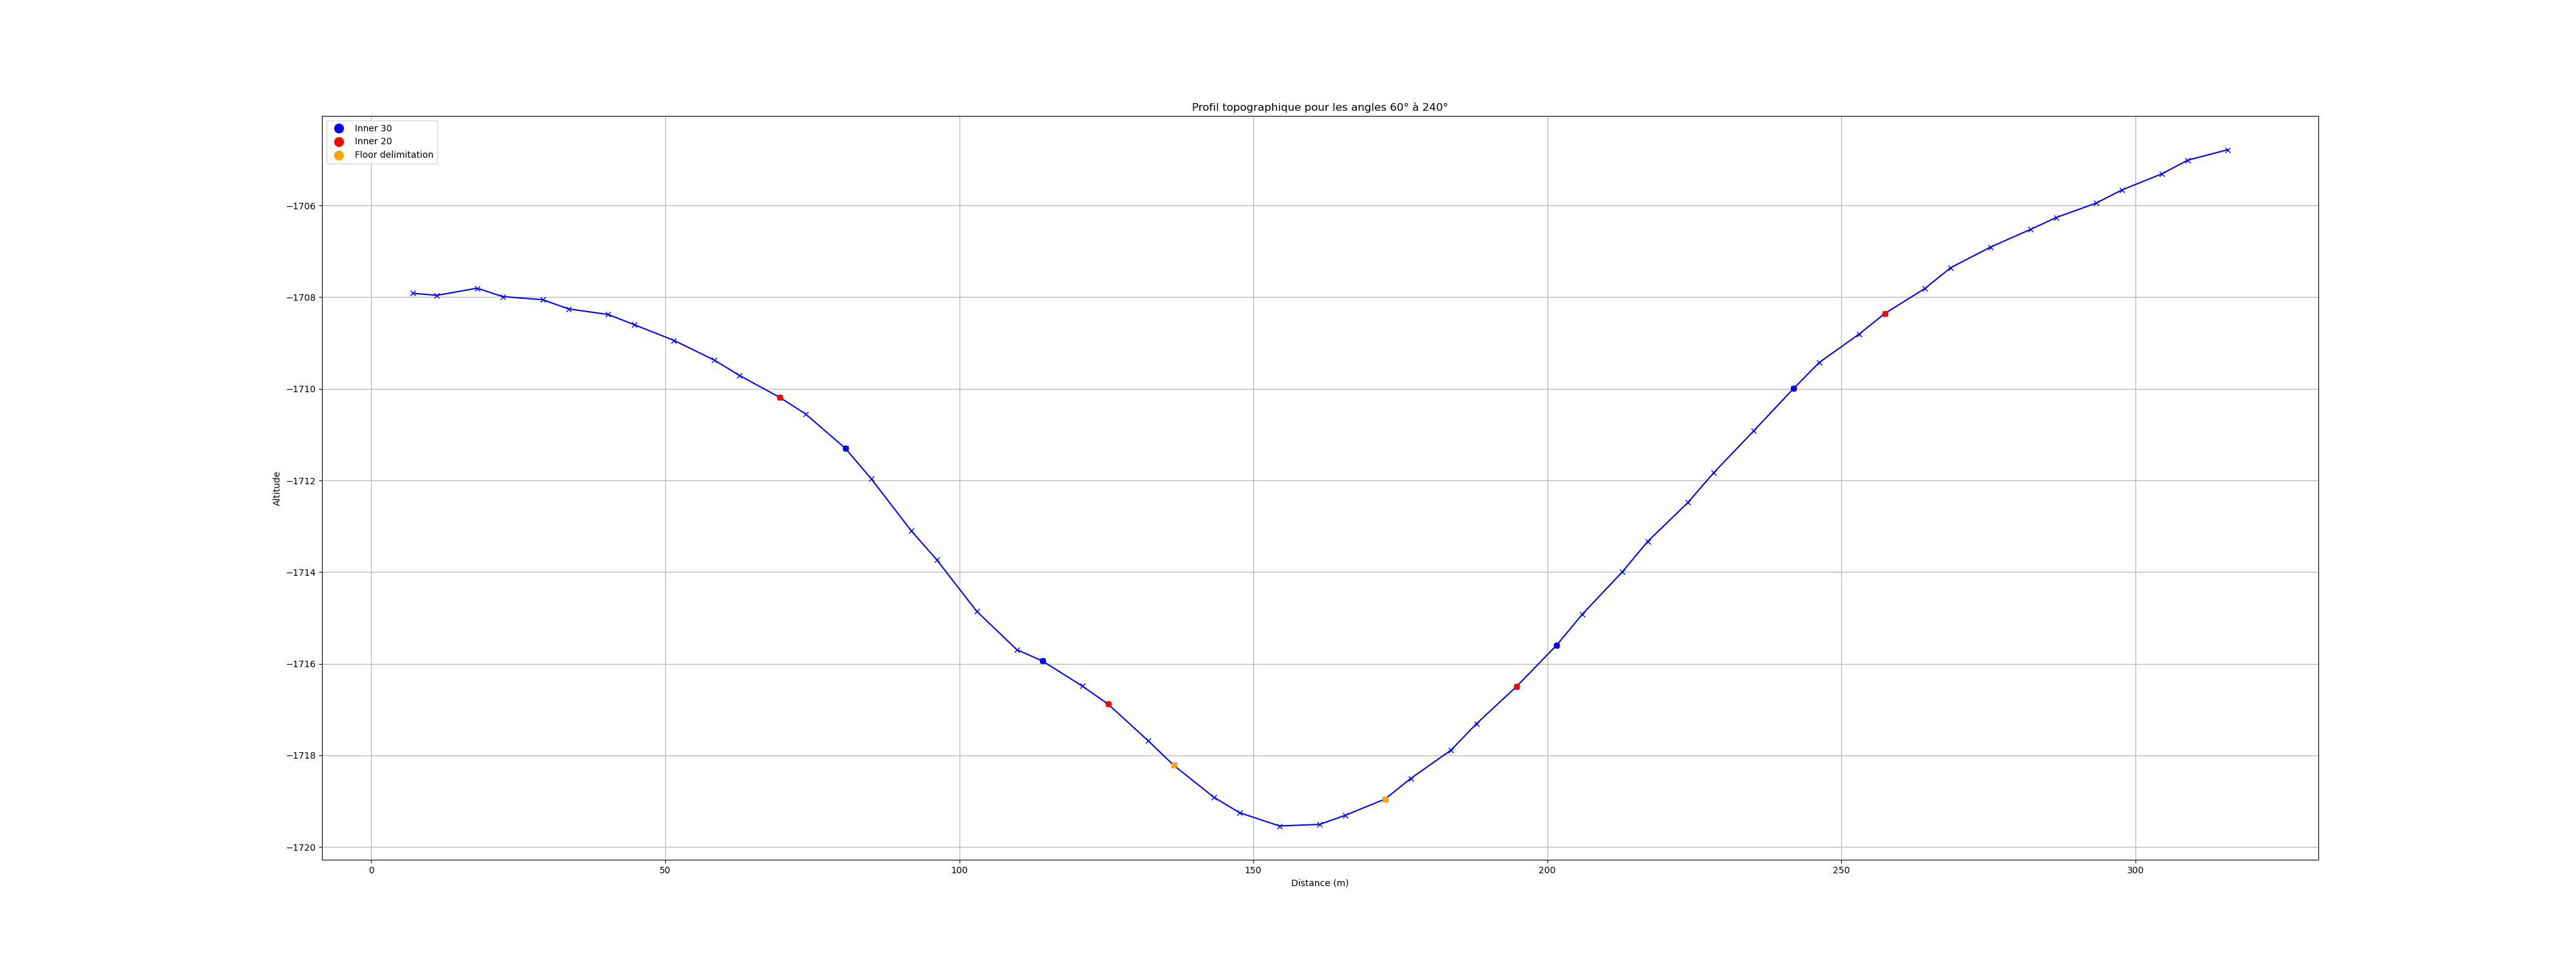 Profil topographique pour les angles 60° à 240°
Inner 30
Inner 20
Floor delimitation
Altitude
−1706
−1708
−1710
−1712
−1714
−1716
−1718
−1720
0 50 100 150 200 250 300
Distance (m)